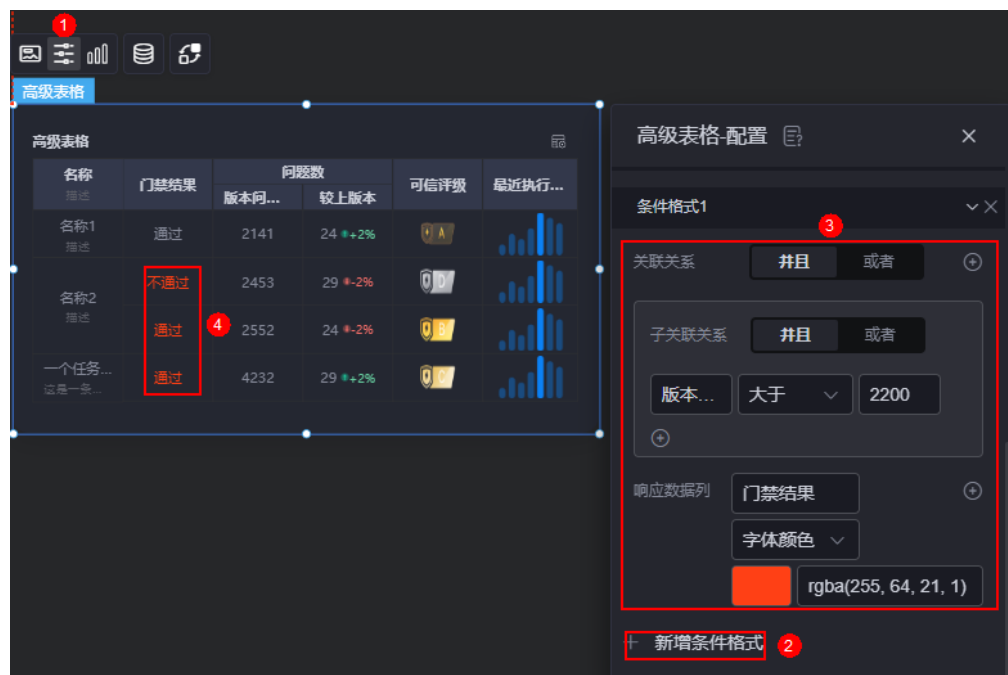 1
高级表格
高级表格
名称
描述
门禁结果
问题数
版本问...
较上版本
可信评级
最近执行...
名称1
描述
通过
2141
24 +2%
A
名称2
描述
不通过
2453
29 -2%
D
通过
4
2552
24 -2%
B
一个任务...
这是一条...
通过
4232
29 +2%
C
高级表格-配置
条件格式1
3
关联关系
并且
或者
子关联关系
并且
或者
版本...
大于
2200
响应数据列
门禁结果
字体颜色
rgba(255, 64, 21, 1)
新增条件格式
2